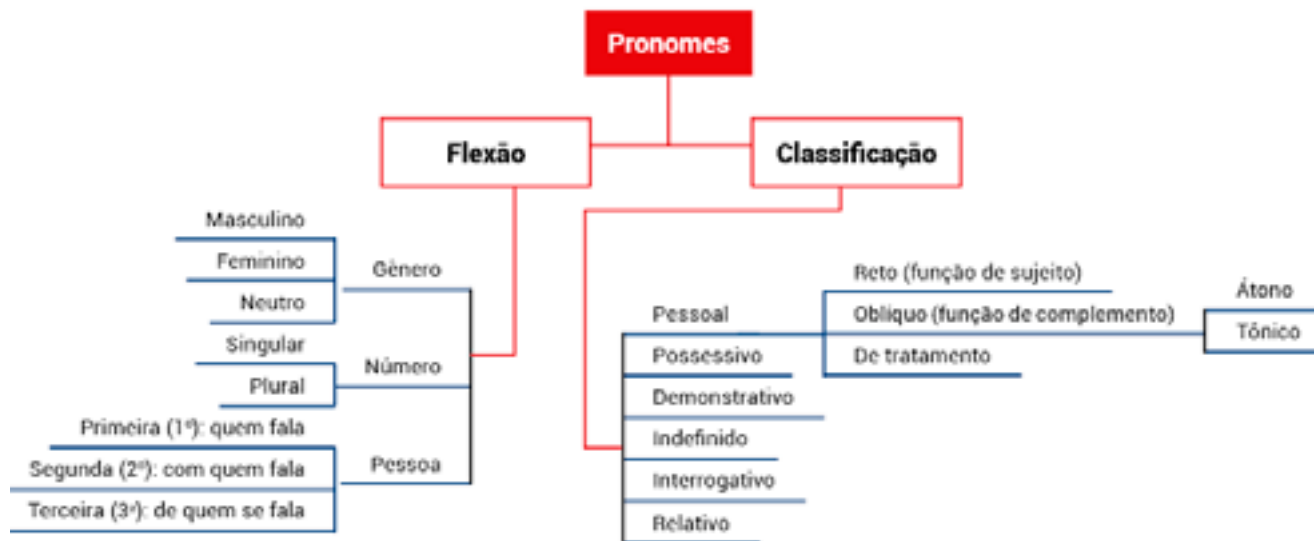 Pronomes
Flexão
Classificação
Masculino
Feminino
Neutro
Gênero
Singular
Plural
Número
Primeira (1ª): quem fala
Segunda (2ª): com quem fala
Terceira (3ª): de quem se fala
Pessoa
Pessoal
Possessivo
Demonstrativo
Indefinido
Interrogativo
Relativo
Reto (função de sujeito)
Oblíquo (função de complemento)
De tratamento
Átono
Tônico